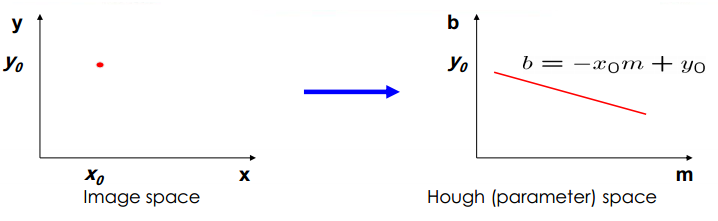 y
y₀
x₀
x
Image space
b
y₀
b = −x₀m + y₀
m
Hough (parameter) space